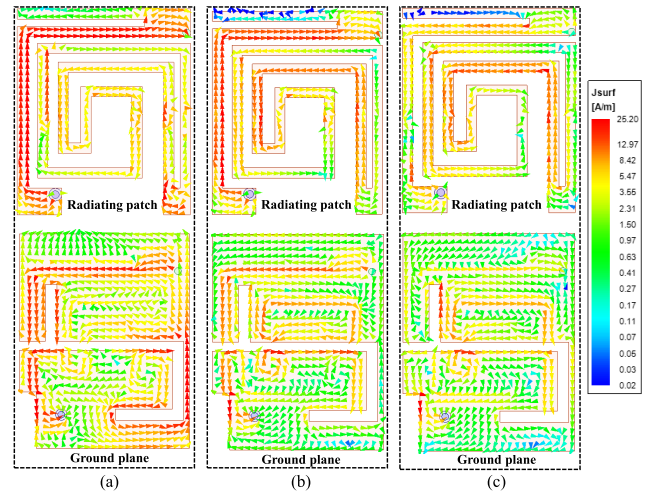 Radiating patch
Radiating patch
Radiating patch
Jsurf
[A/m]
25.20
12.97
8.42
5.47
3.55
2.31
1.50
0.97
0.63
0.41
0.27
0.17
0.11
0.07
0.05
0.03
0.02
Ground plane
Ground plane
Ground plane
(a)
(b)
(c)